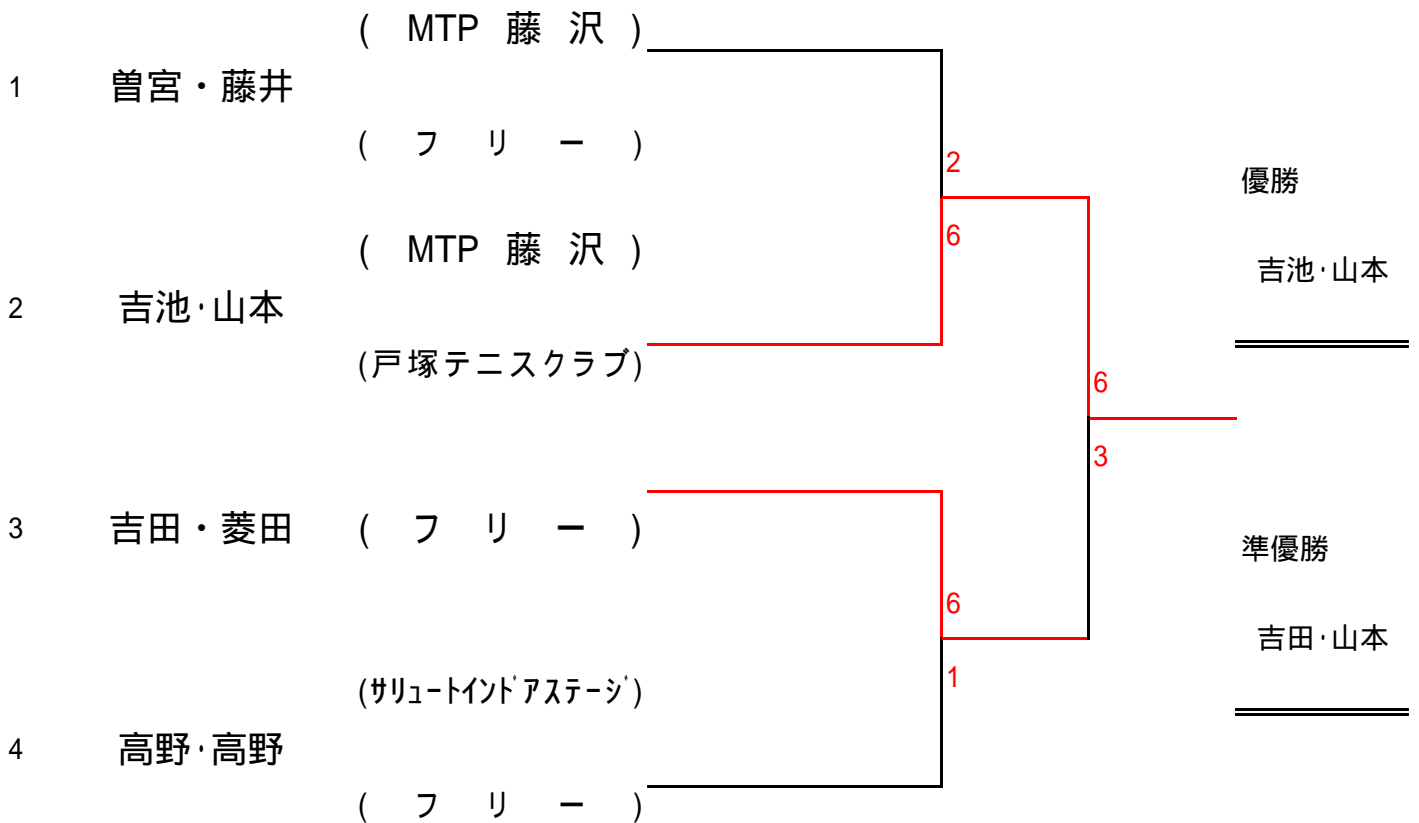 ( MTP 藤 沢 )
1 曽宮・藤井
( フ リ ー )
2
優勝
( MTP 藤 沢 )
6
吉池・山本
2 吉池・山本
(戸塚テニスクラブ)
6
3
3 吉田・菱田 ( フ リ ー )
準優勝
6
吉田・山本
1
(ｻﾘｭｰﾄｲﾝﾄﾞｱｽﾃｰｼﾞ)
4 高野・高野
( フ リ ー )